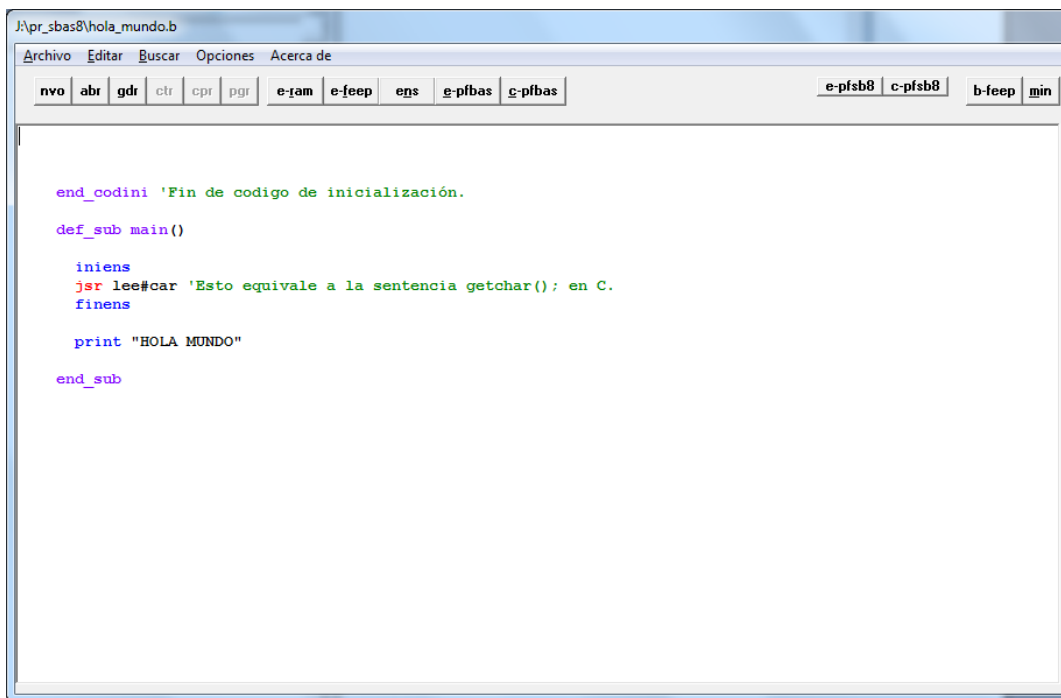 J:\pr_sbas8\hola_mundo.b
Archivo Editar Buscar Opciones Acerca de
nvo abr gdr ctr cpr pgr e-ram e-feep ens e-pfbas c-pfbas e-pfsb8 c-pfsb8 b-feep min
end_codini 'Fin de codigo de inicialización.
def_sub main()
iniens
jsr lee#car 'Esto equivale a la sentencia getchar(); en C.
finens
print "HOLA MUNDO"
end_sub